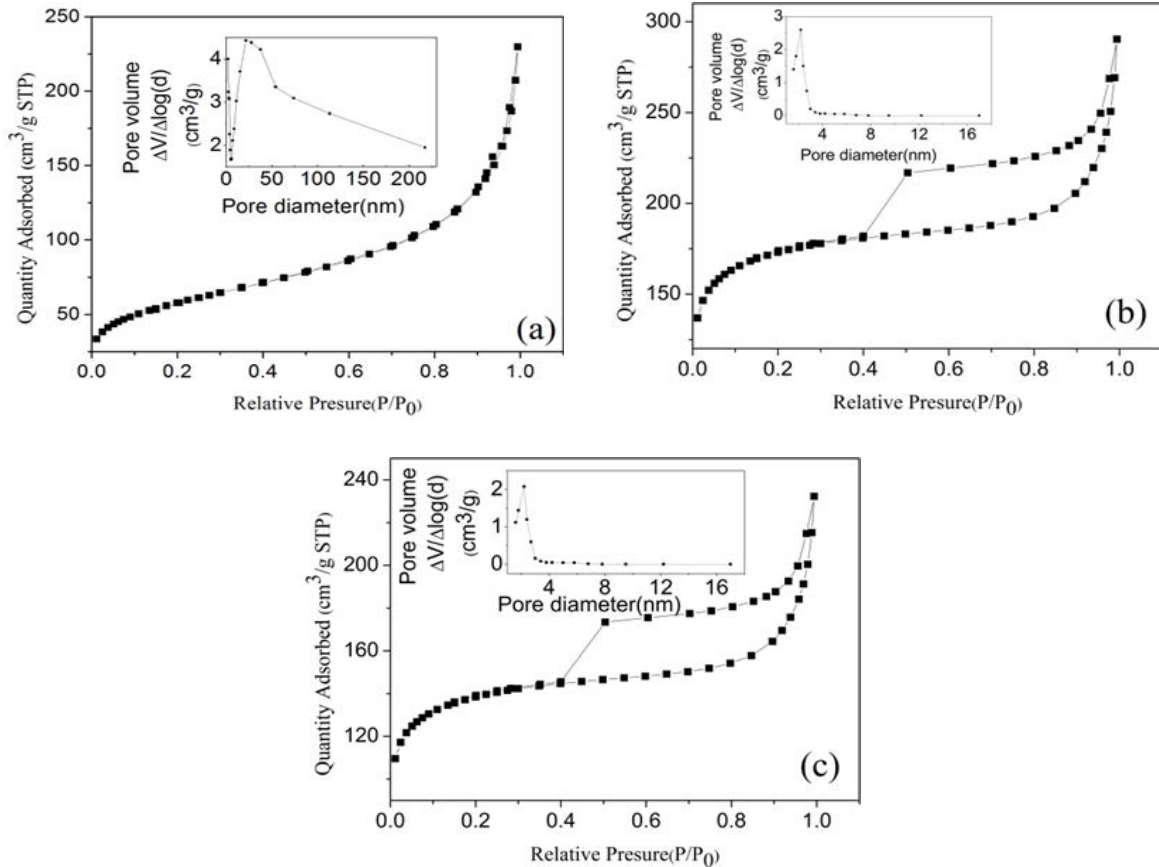 Pore volume
ΔV/Δlog(d)
(cm3/g)
4
3
2
0 50 100 150 200
Pore diameter(nm)
Quantity Adsorbed (cm3/g STP)
250
200
150
100
50
0.0 0.2 0.4 0.6 0.8 1.0
Relative Presure(P/P0)
(a)
(b)
Pore volume
ΔV/Δlog(d)
(cm3/g)
3
2
1
0
4 8 12 16
Pore diameter(nm)
Quantity Adsorbed (cm3/g STP)
300
250
200
150
0.0 0.2 0.4 0.6 0.8 1.0
Relative Presure(P/P0)
(b)
Pore volume
ΔV/Δlog(d)
(cm3/g)
2
1
0
4 8 12 16
Pore diameter(nm)
Quantity Adsorbed (cm3/g STP)
240
200
160
120
0.0 0.2 0.4 0.6 0.8 1.0
Relative Presure(P/P0)
(c)